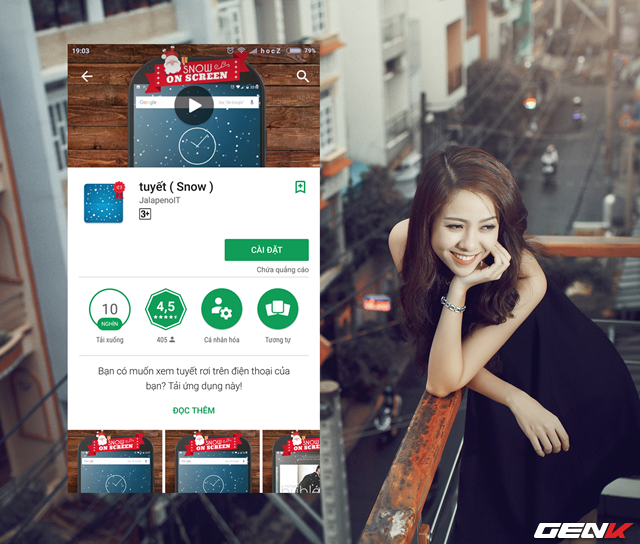 19:03
hocZ
79%
SNOW
ON SCREEN
Google
tuyết ( Snow )
JalapenoIT
3+
CÀI ĐẶT
Chứa quảng cáo
10
NGHÌN
4,5
Tải xuống
405
Cá nhân hóa
Tương tự
Bạn có muốn xem tuyết rơi trên điện thoại của
bạn? Tải ứng dụng này!
ĐỌC THÊM
SNOW
ON SCREEN
SNOW
ON SCREEN
SNOW
ON SCREEN
GENK